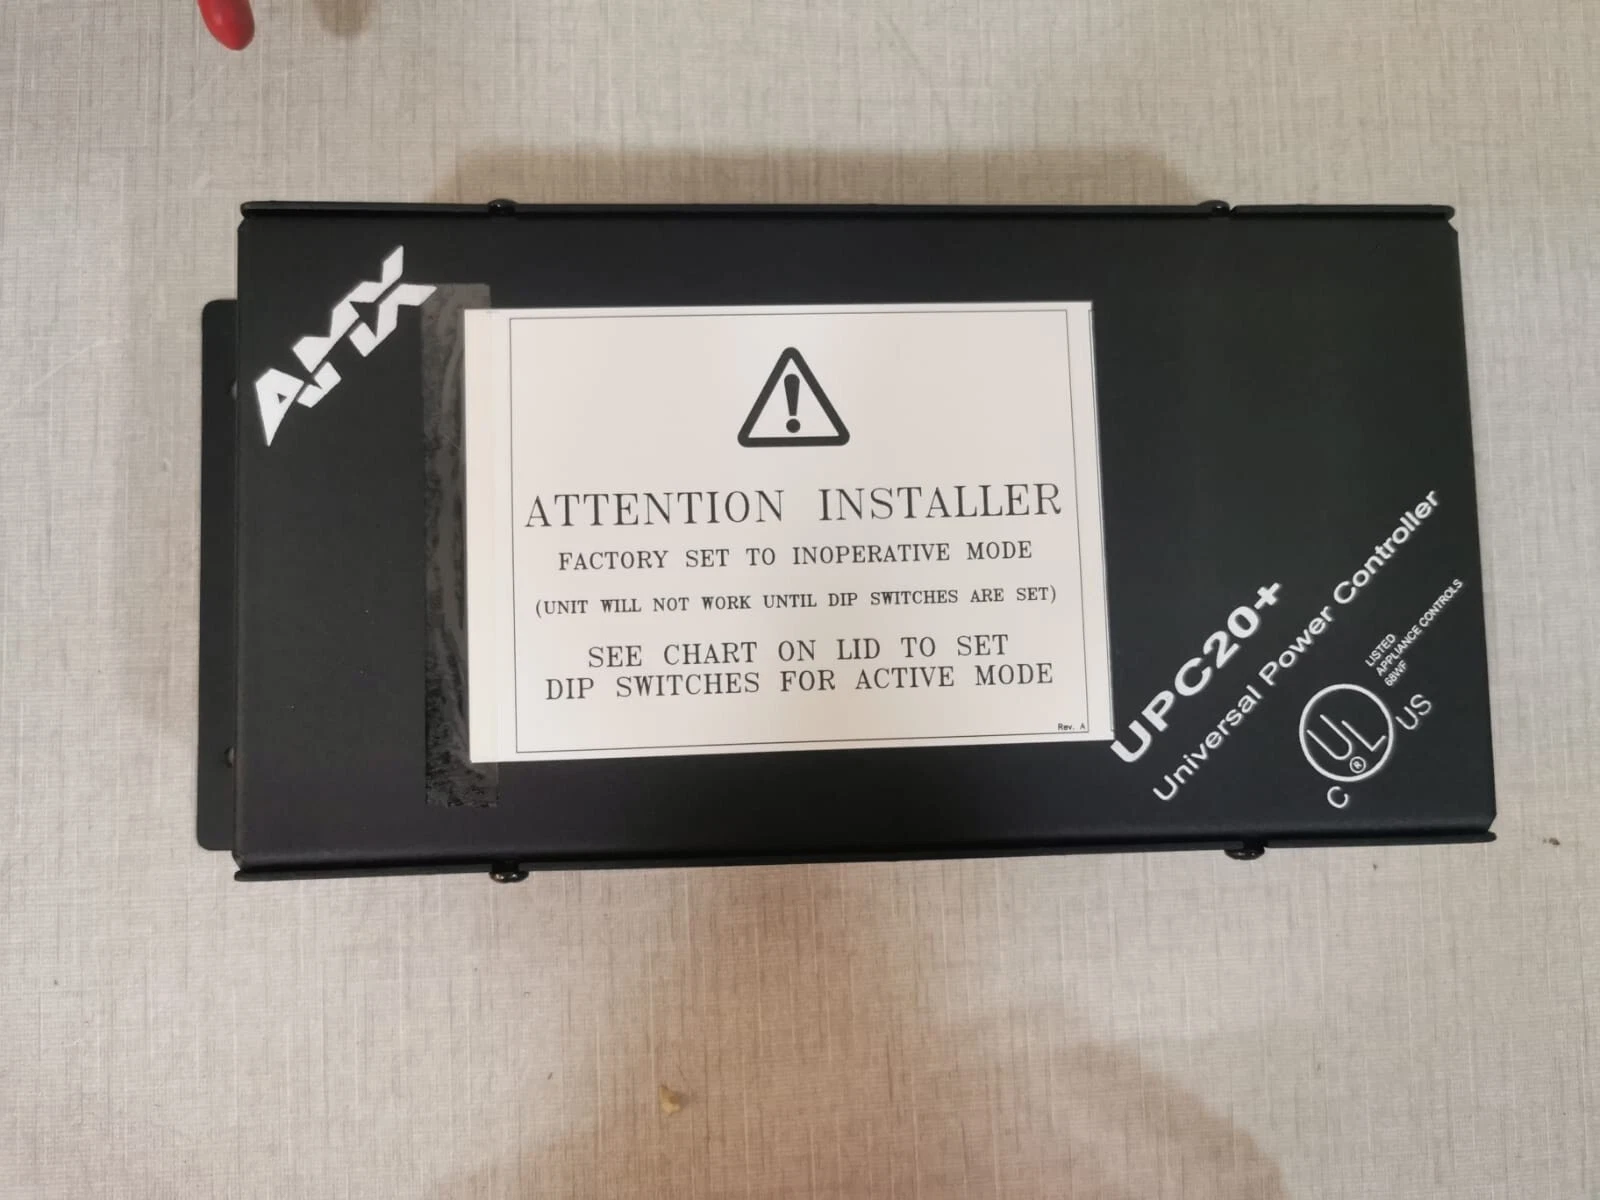 AMX
ATTENTION INSTALLER
FACTORY SET TO INOPERATIVE MODE
(UNIT WILL NOT WORK UNTIL DIP SWITCHES ARE SET)
SEE CHART ON LID TO SET
DIP SWITCHES FOR ACTIVE MODE
Rev. A
UPC20+
Universal Power Controller
LISTED
APPLIANCE CONTROLS
68WF
C UL ® US